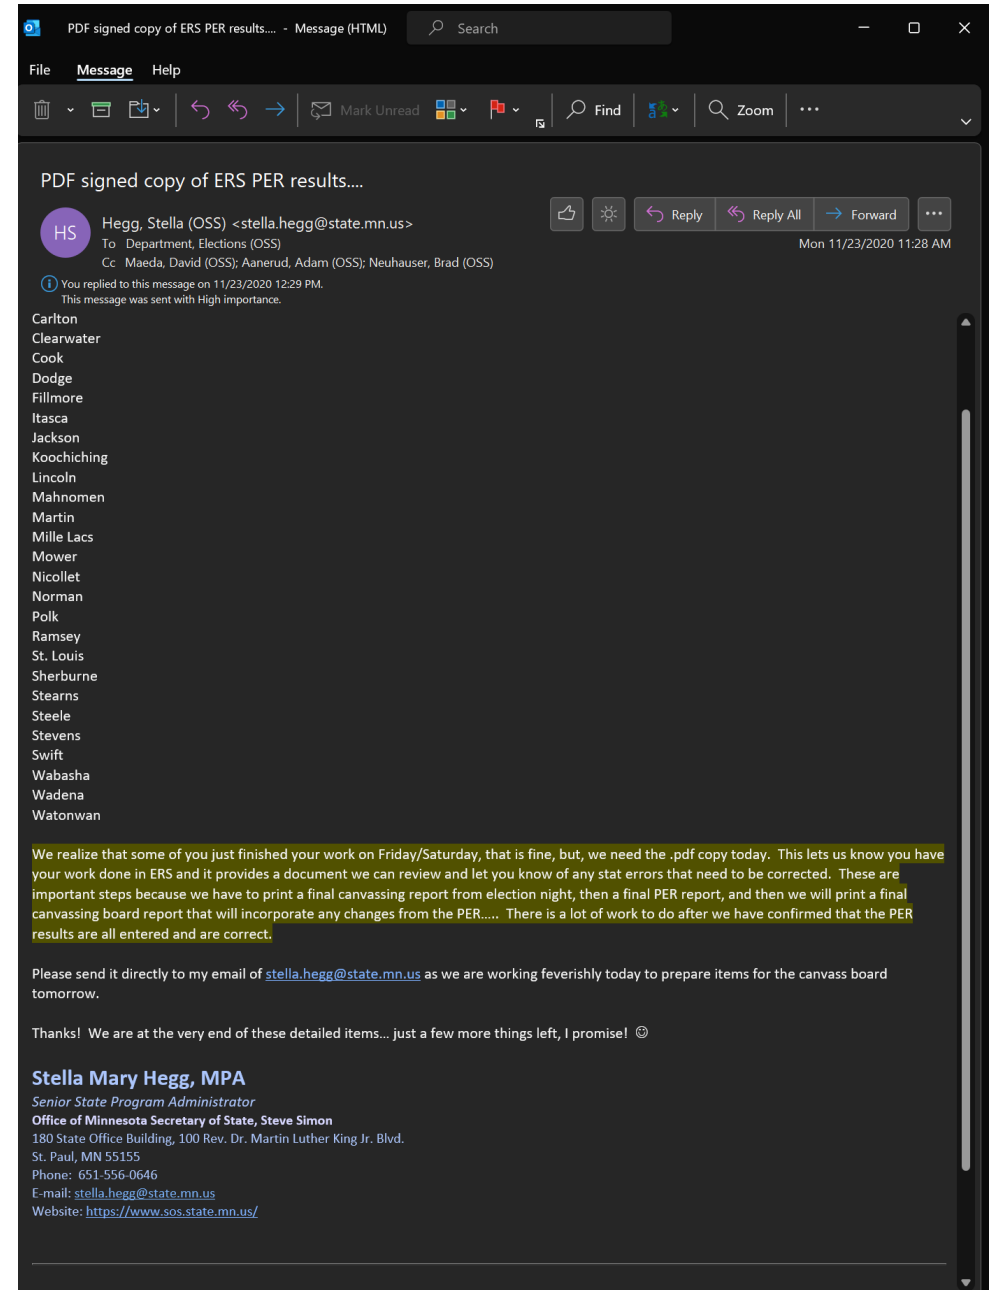 PDF signed copy of ERS PER results.... - Message (HTML)
Search
File Message Help
Mark Unread
Find
Zoom
PDF signed copy of ERS PER results....
HS
Hegg, Stella (OSS) <stella.hegg@state.mn.us>
To Department, Elections (OSS)
Cc Maeda, David (OSS); Aanerud, Adam (OSS); Neuhauser, Brad (OSS)
Reply Reply All Forward
Mon 11/23/2020 11:28 AM
You replied to this message on 11/23/2020 12:29 PM.
This message was sent with High importance.
Carlton
Clearwater
Cook
Dodge
Fillmore
Itasca
Jackson
Koochiching
Lincoln
Mahnomen
Martin
Mille Lacs
Mower
Nicollet
Norman
Polk
Ramsey
St. Louis
Sherburne
Stearns
Steele
Stevens
Swift
Wabasha
Wadena
Watonwan
We realize that some of you just finished your work on Friday/Saturday, that is fine, but, we need the .pdf copy today. This lets us know you have
your work done in ERS and it provides a document we can review and let you know of any stat errors that need to be corrected. These are
important steps because we have to print a final canvassing report from election night, then a final PER report, and then we will print a final
canvassing board report that will incorporate any changes from the PER..... There is a lot of work to do after we have confirmed that the PER
results are all entered and are correct.
Please send it directly to my email of stella.hegg@state.mn.us as we are working feverishly today to prepare items for the canvass board
tomorrow.
Thanks! We are at the very end of these detailed items... just a few more things left, I promise! ☺
Stella Mary Hegg, MPA
Senior State Program Administrator
Office of Minnesota Secretary of State, Steve Simon
180 State Office Building, 100 Rev. Dr. Martin Luther King Jr. Blvd.
St. Paul, MN 55155
Phone: 651-556-0646
E-mail: stella.hegg@state.mn.us
Website: https://www.sos.state.mn.us/